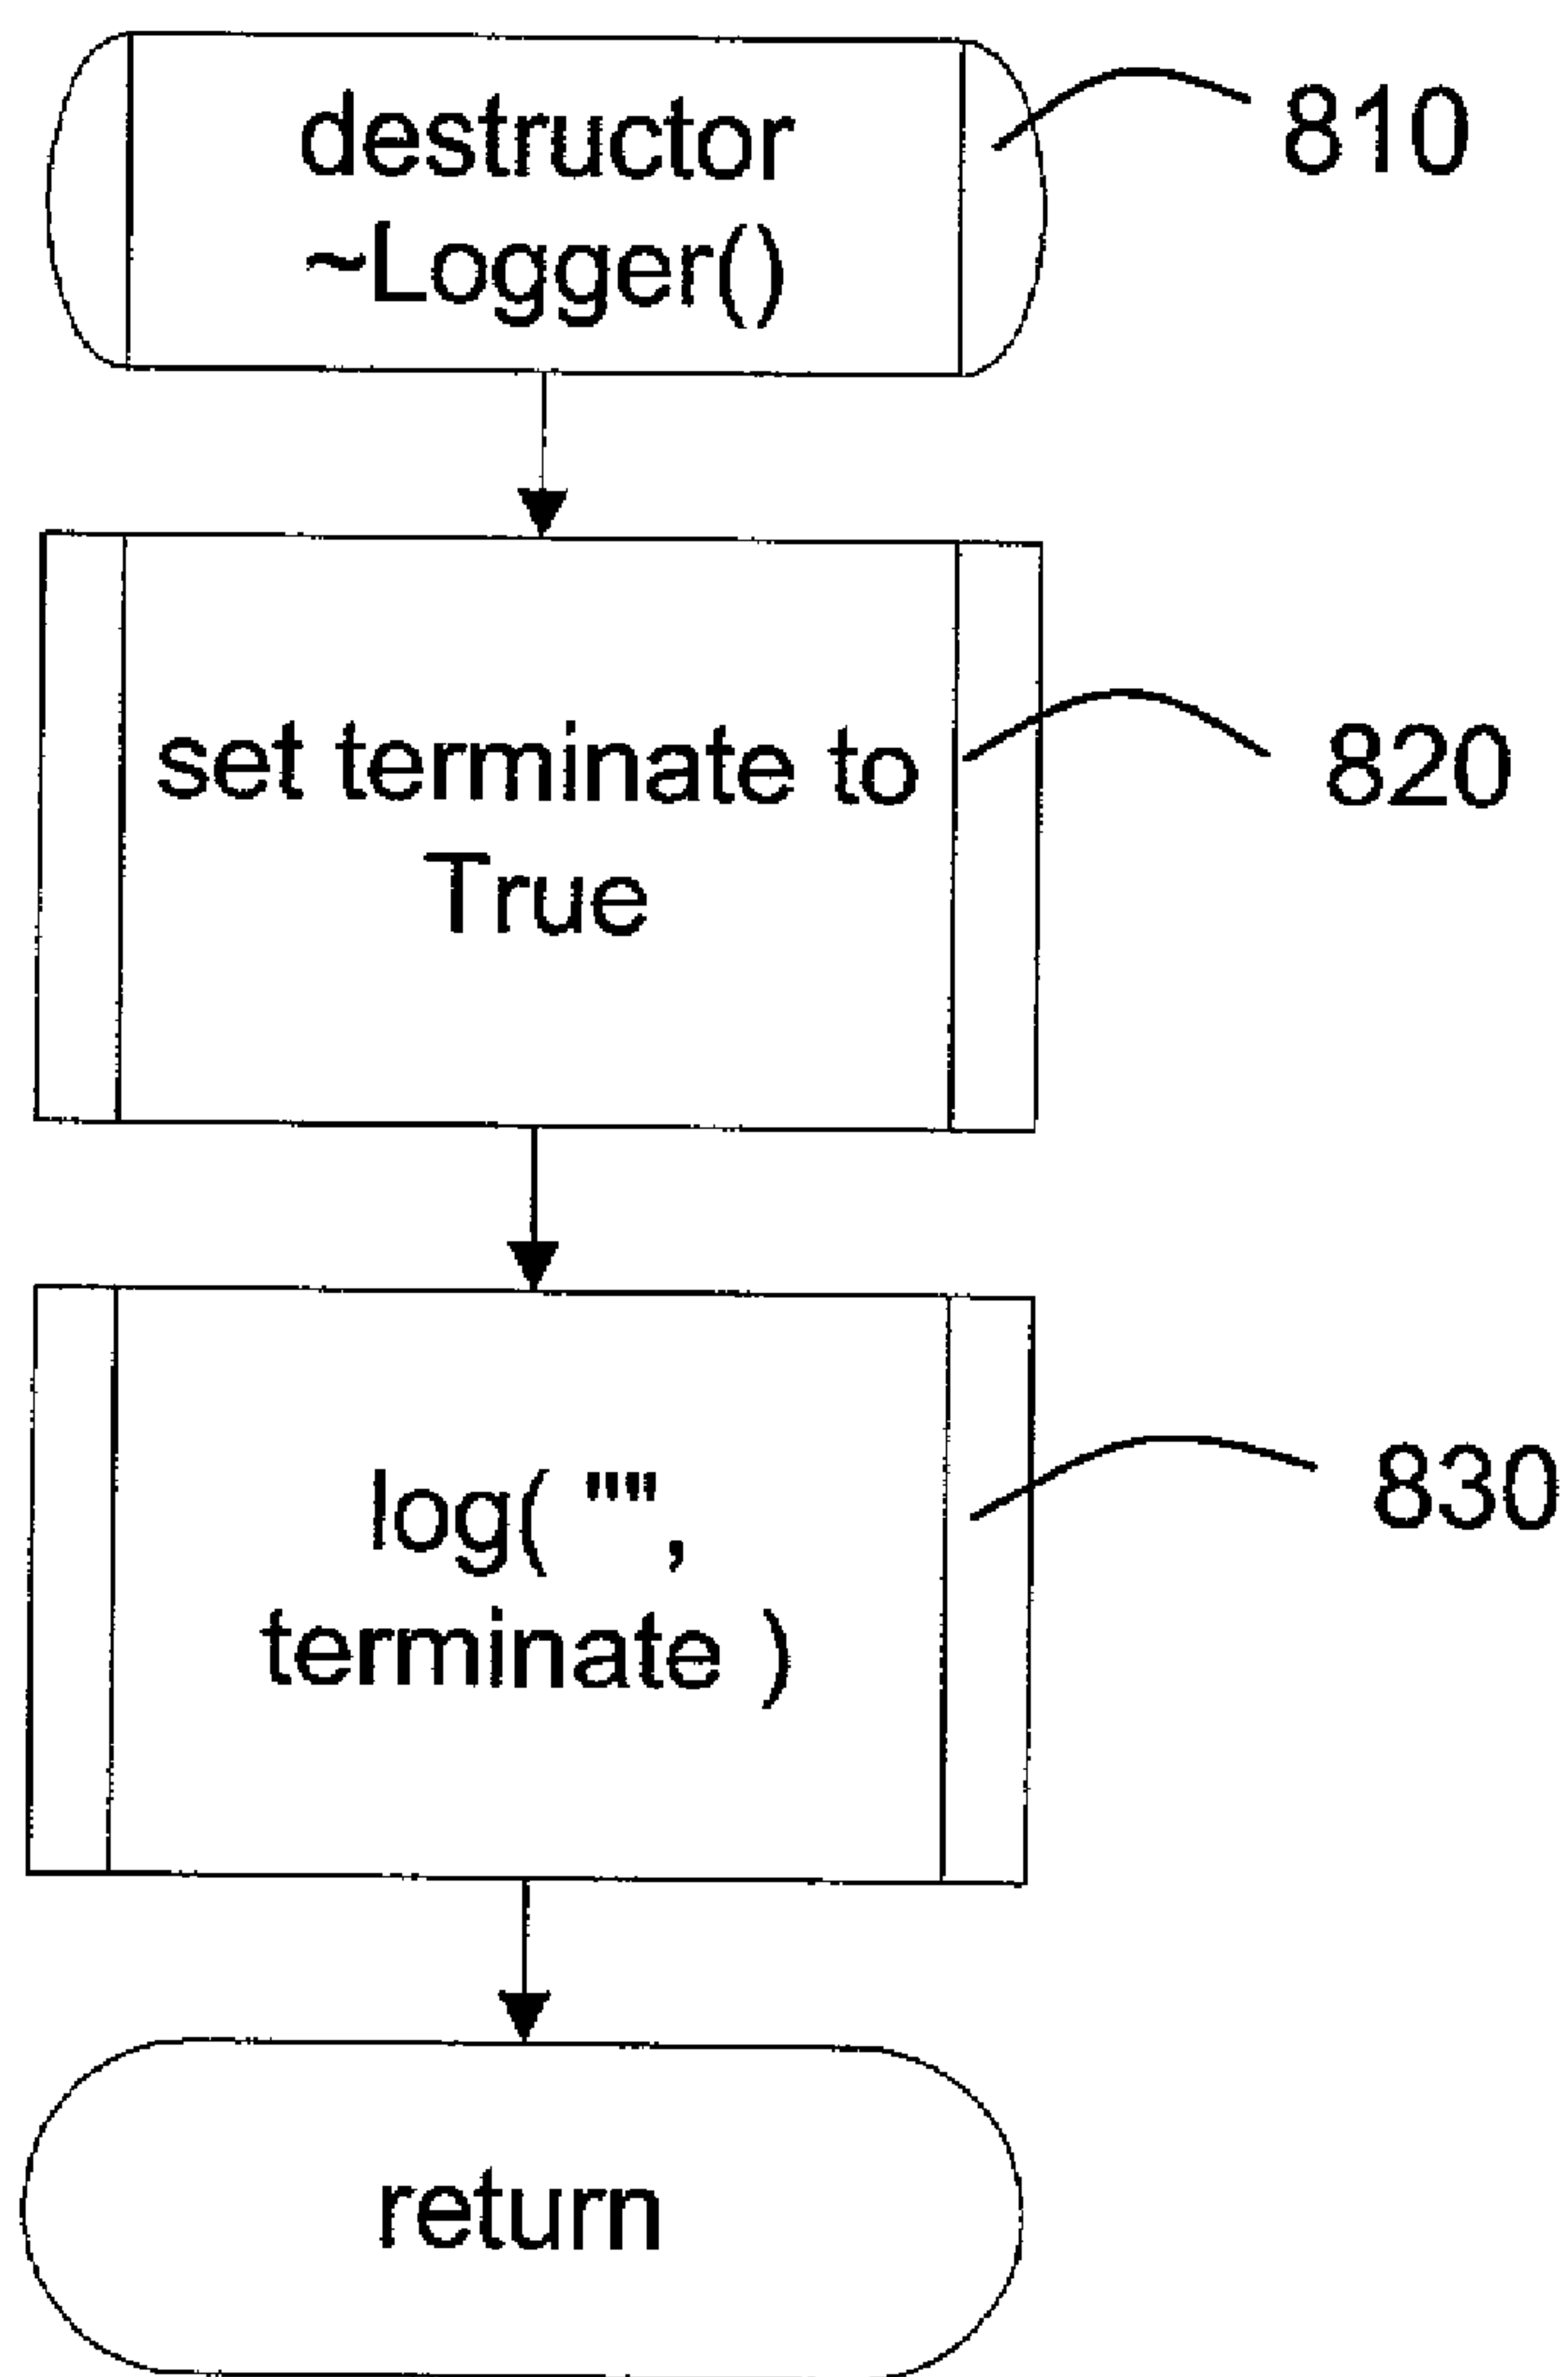 destructor
~Logger()
810
set terminate to
True
820
log( "",
terminate )
830
return